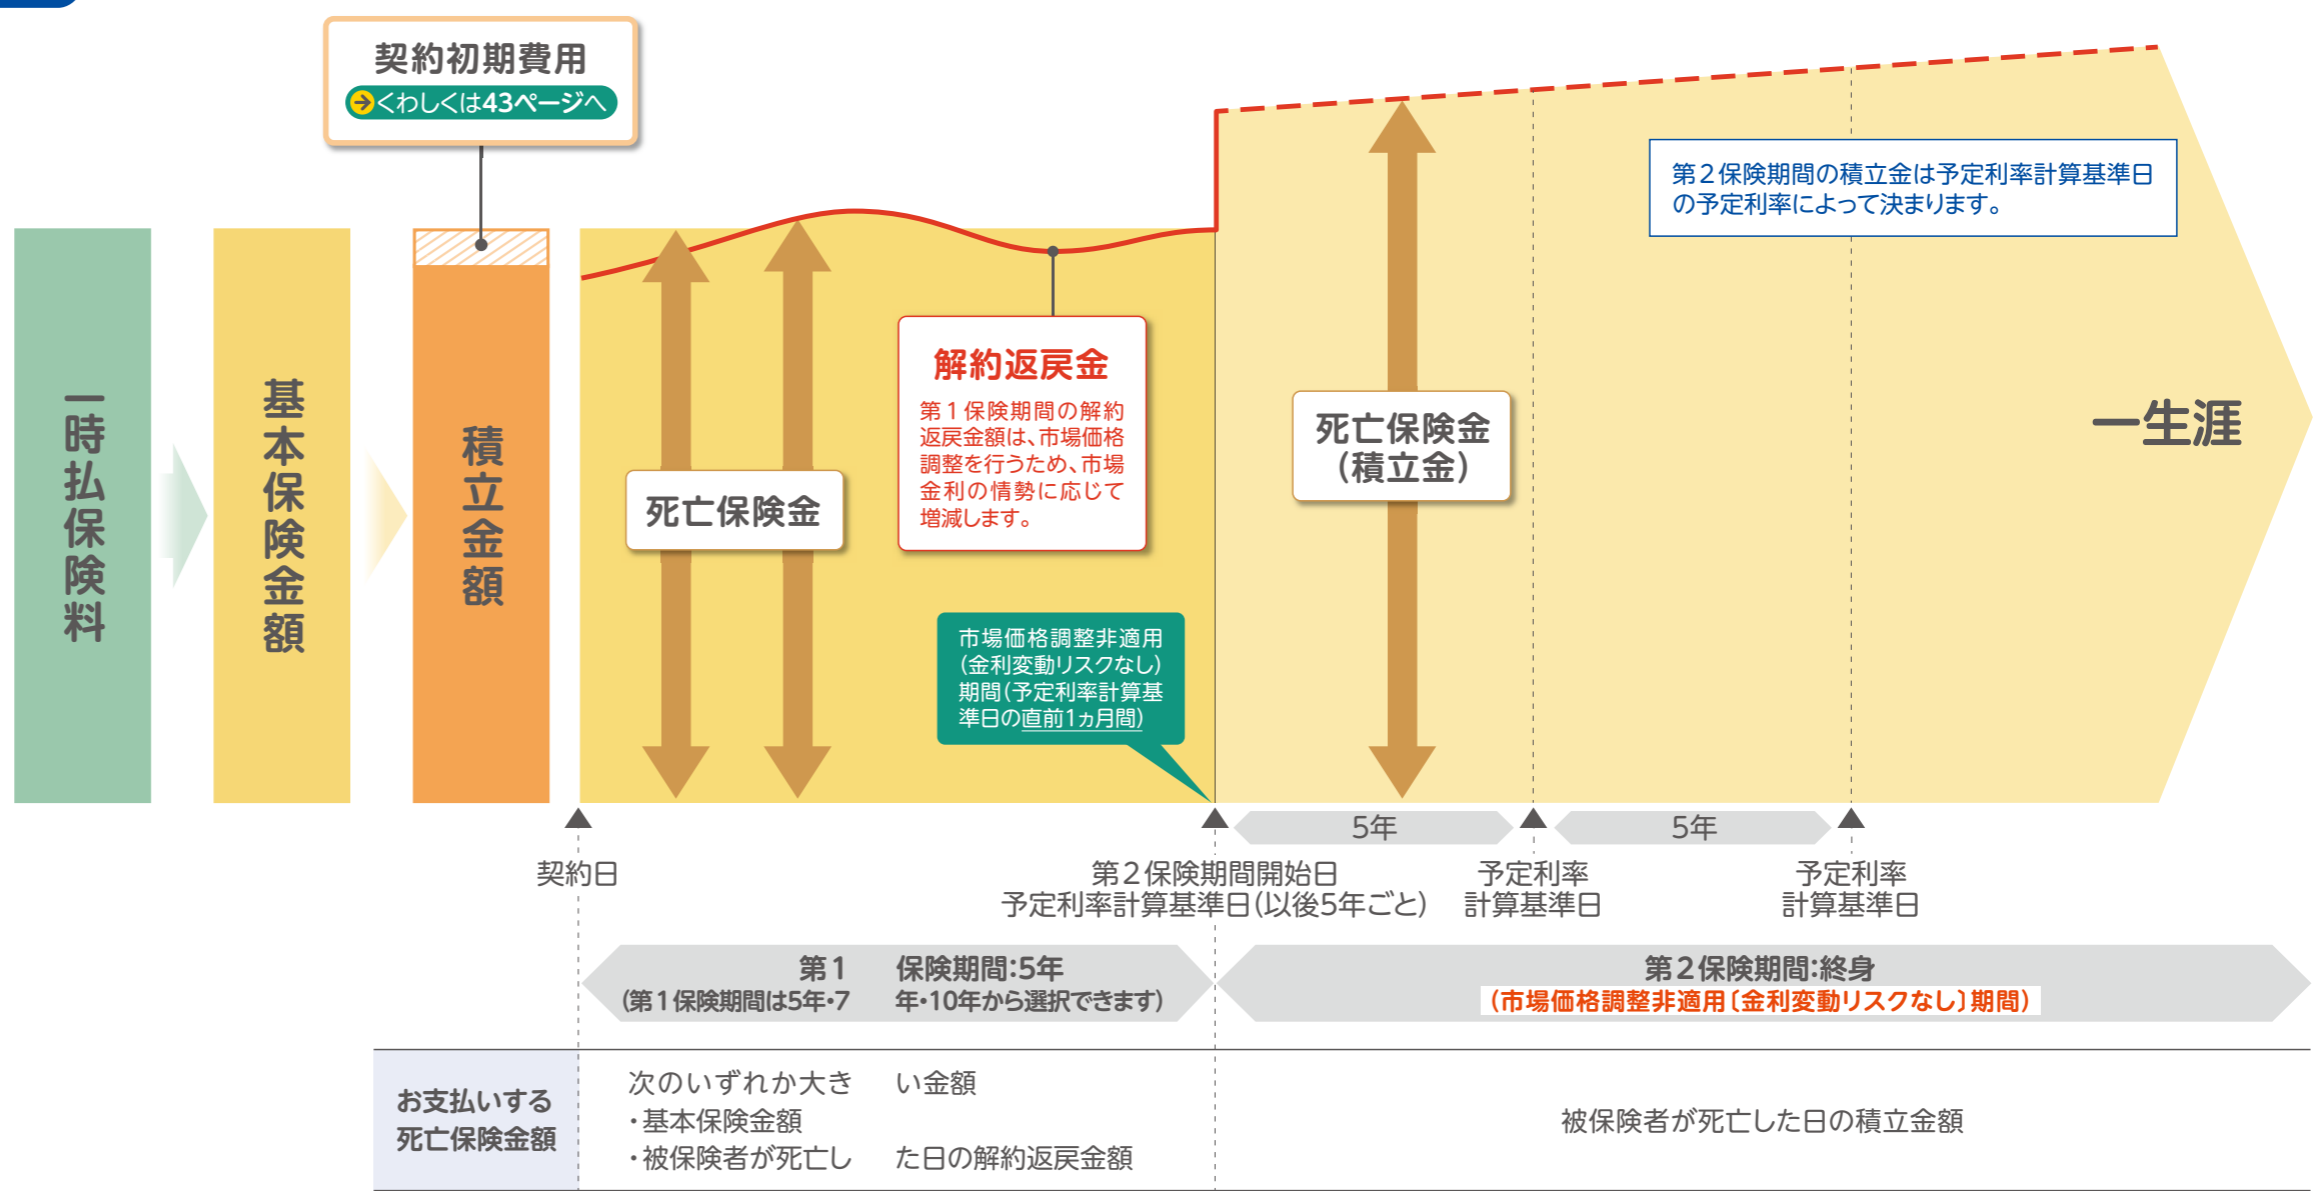 契約初期費用
くわしくは43ページへ
一時払保険料
基本保険金額
積立金額
死亡保険金
解約返戻金
第1保険期間の解約
返戻金額は、市場価格
調整を行うため、市場
金利の情勢に応じて
増減します。
市場価格調整非適用
(金利変動リスクなし)
期間(予定利率計算基
準日の直前1ヵ月間)
死亡保険金
(積立金)
第2保険期間の積立金は予定利率計算基準日
の予定利率によって決まります。
一生涯
5年
5年
契約日
第2保険期間開始日
予定利率計算基準日(以後5年ごと)
予定利率
計算基準日
予定利率
計算基準日
第1 保険期間:5年
(第1保険期間は5年・7 年・10年から選択できます)
第2保険期間:終身
(市場価格調整非適用〔金利変動リスクなし〕期間)
お支払いする
死亡保険金額
次のいずれか大き い金額
・基本保険金額
・被保険者が死亡し た日の解約返戻金額
被保険者が死亡した日の積立金額